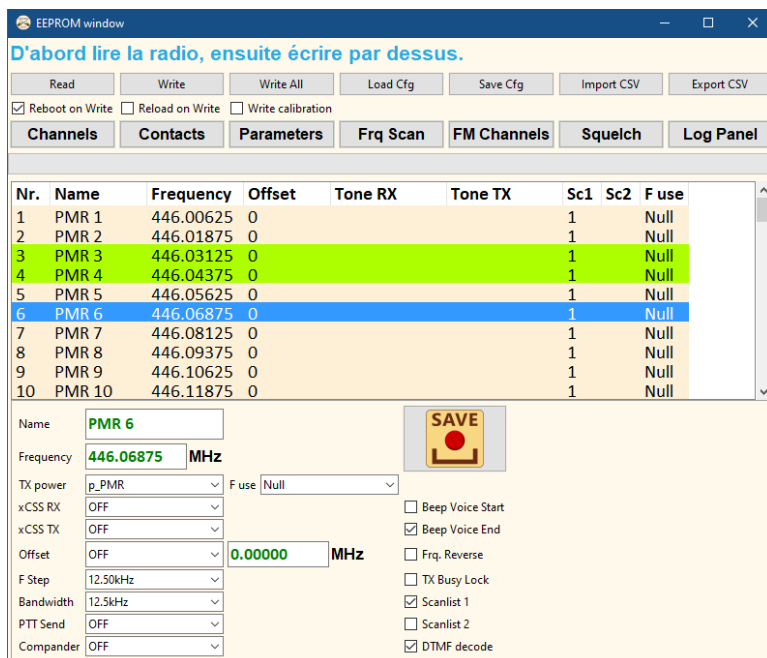 EEPROM window
D'abord lire la radio, ensuite écrire par dessus.
Read Write Write All Load Cfg Save Cfg Import CSV Export CSV
Reboot on Write Reload on Write Write calibration
Channels Contacts Parameters Frq Scan FM Channels Squelch Log Panel
Nr. Name Frequency Offset Tone RX Tone TX Sc1 Sc2 F use
1 PMR 1 446.00625 0 1 Null
2 PMR 2 446.01875 0 1 Null
3 PMR 3 446.03125 0 1 Null
4 PMR 4 446.04375 0 1 Null
5 PMR 5 446.05625 0 1 Null
6 PMR 6 446.06875 0 1 Null
7 PMR 7 446.08125 0 1 Null
8 PMR 8 446.09375 0 1 Null
9 PMR 9 446.10625 0 1 Null
10 PMR 10 446.11875 0 1 Null
Name PMR 6 SAVE
Frequency 446.06875 MHz
TX power p_PMR F use Null
xCSS RX OFF Beep Voice Start
xCSS TX OFF Beep Voice End
Offset OFF 0.00000 MHz Frq. Reverse
F Step 12.50kHz TX Busy Lock
Bandwidth 12.5kHz Scanlist 1
PTT Send OFF Scanlist 2
Compander OFF DTMF decode